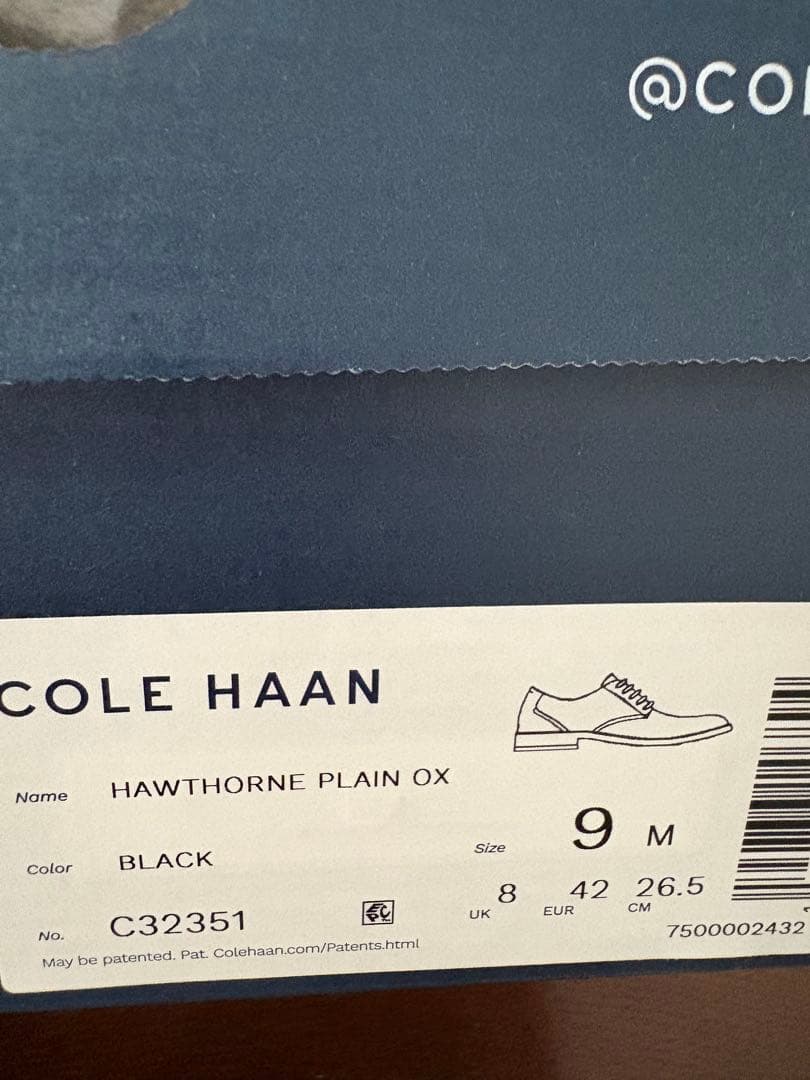 @CO
COLE HAAN
Name HAWTHORNE PLAIN OX
Color BLACK
Size 9 M
UK 8 EUR 42 CM 26.5
No. C32351
7500002432
May be patented. Pat. Colehaan.com/Patents.html